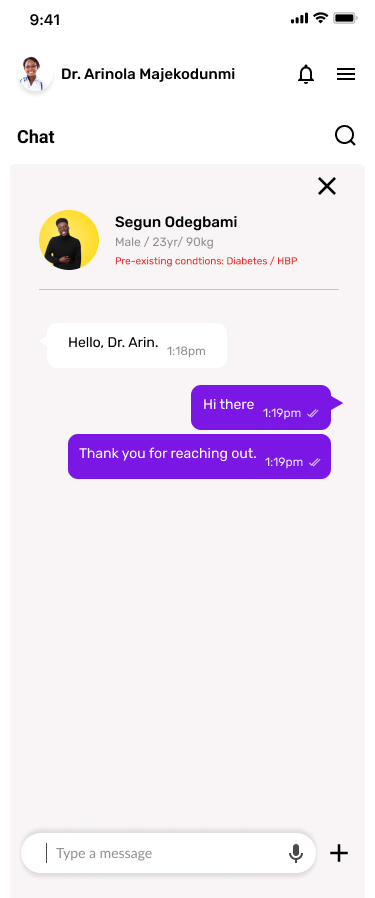 9:41
Dr. Arinola Majekodunmi
Chat
Segun Odegbami
Male / 23yr/ 90kg
Pre-existing condtions: Diabetes / HBP
Hello, Dr. Arin. 1:18pm
Hi there 1:19pm
Thank you for reaching out. 1:19pm
Type a message